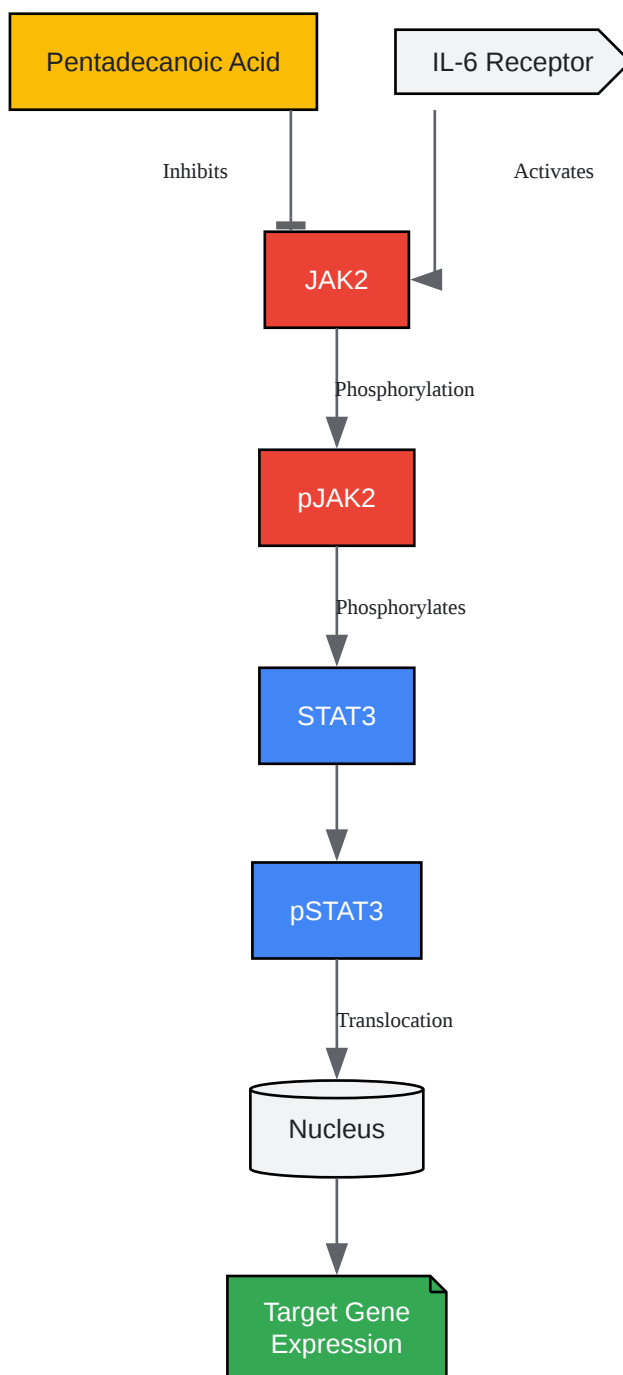 Pentadecanoic Acid
IL-6 Receptor
Inhibits
Activates
JAK2
Phosphorylation
pJAK2
Phosphorylates
STAT3
pSTAT3
Translocation
Nucleus
Target Gene
Expression